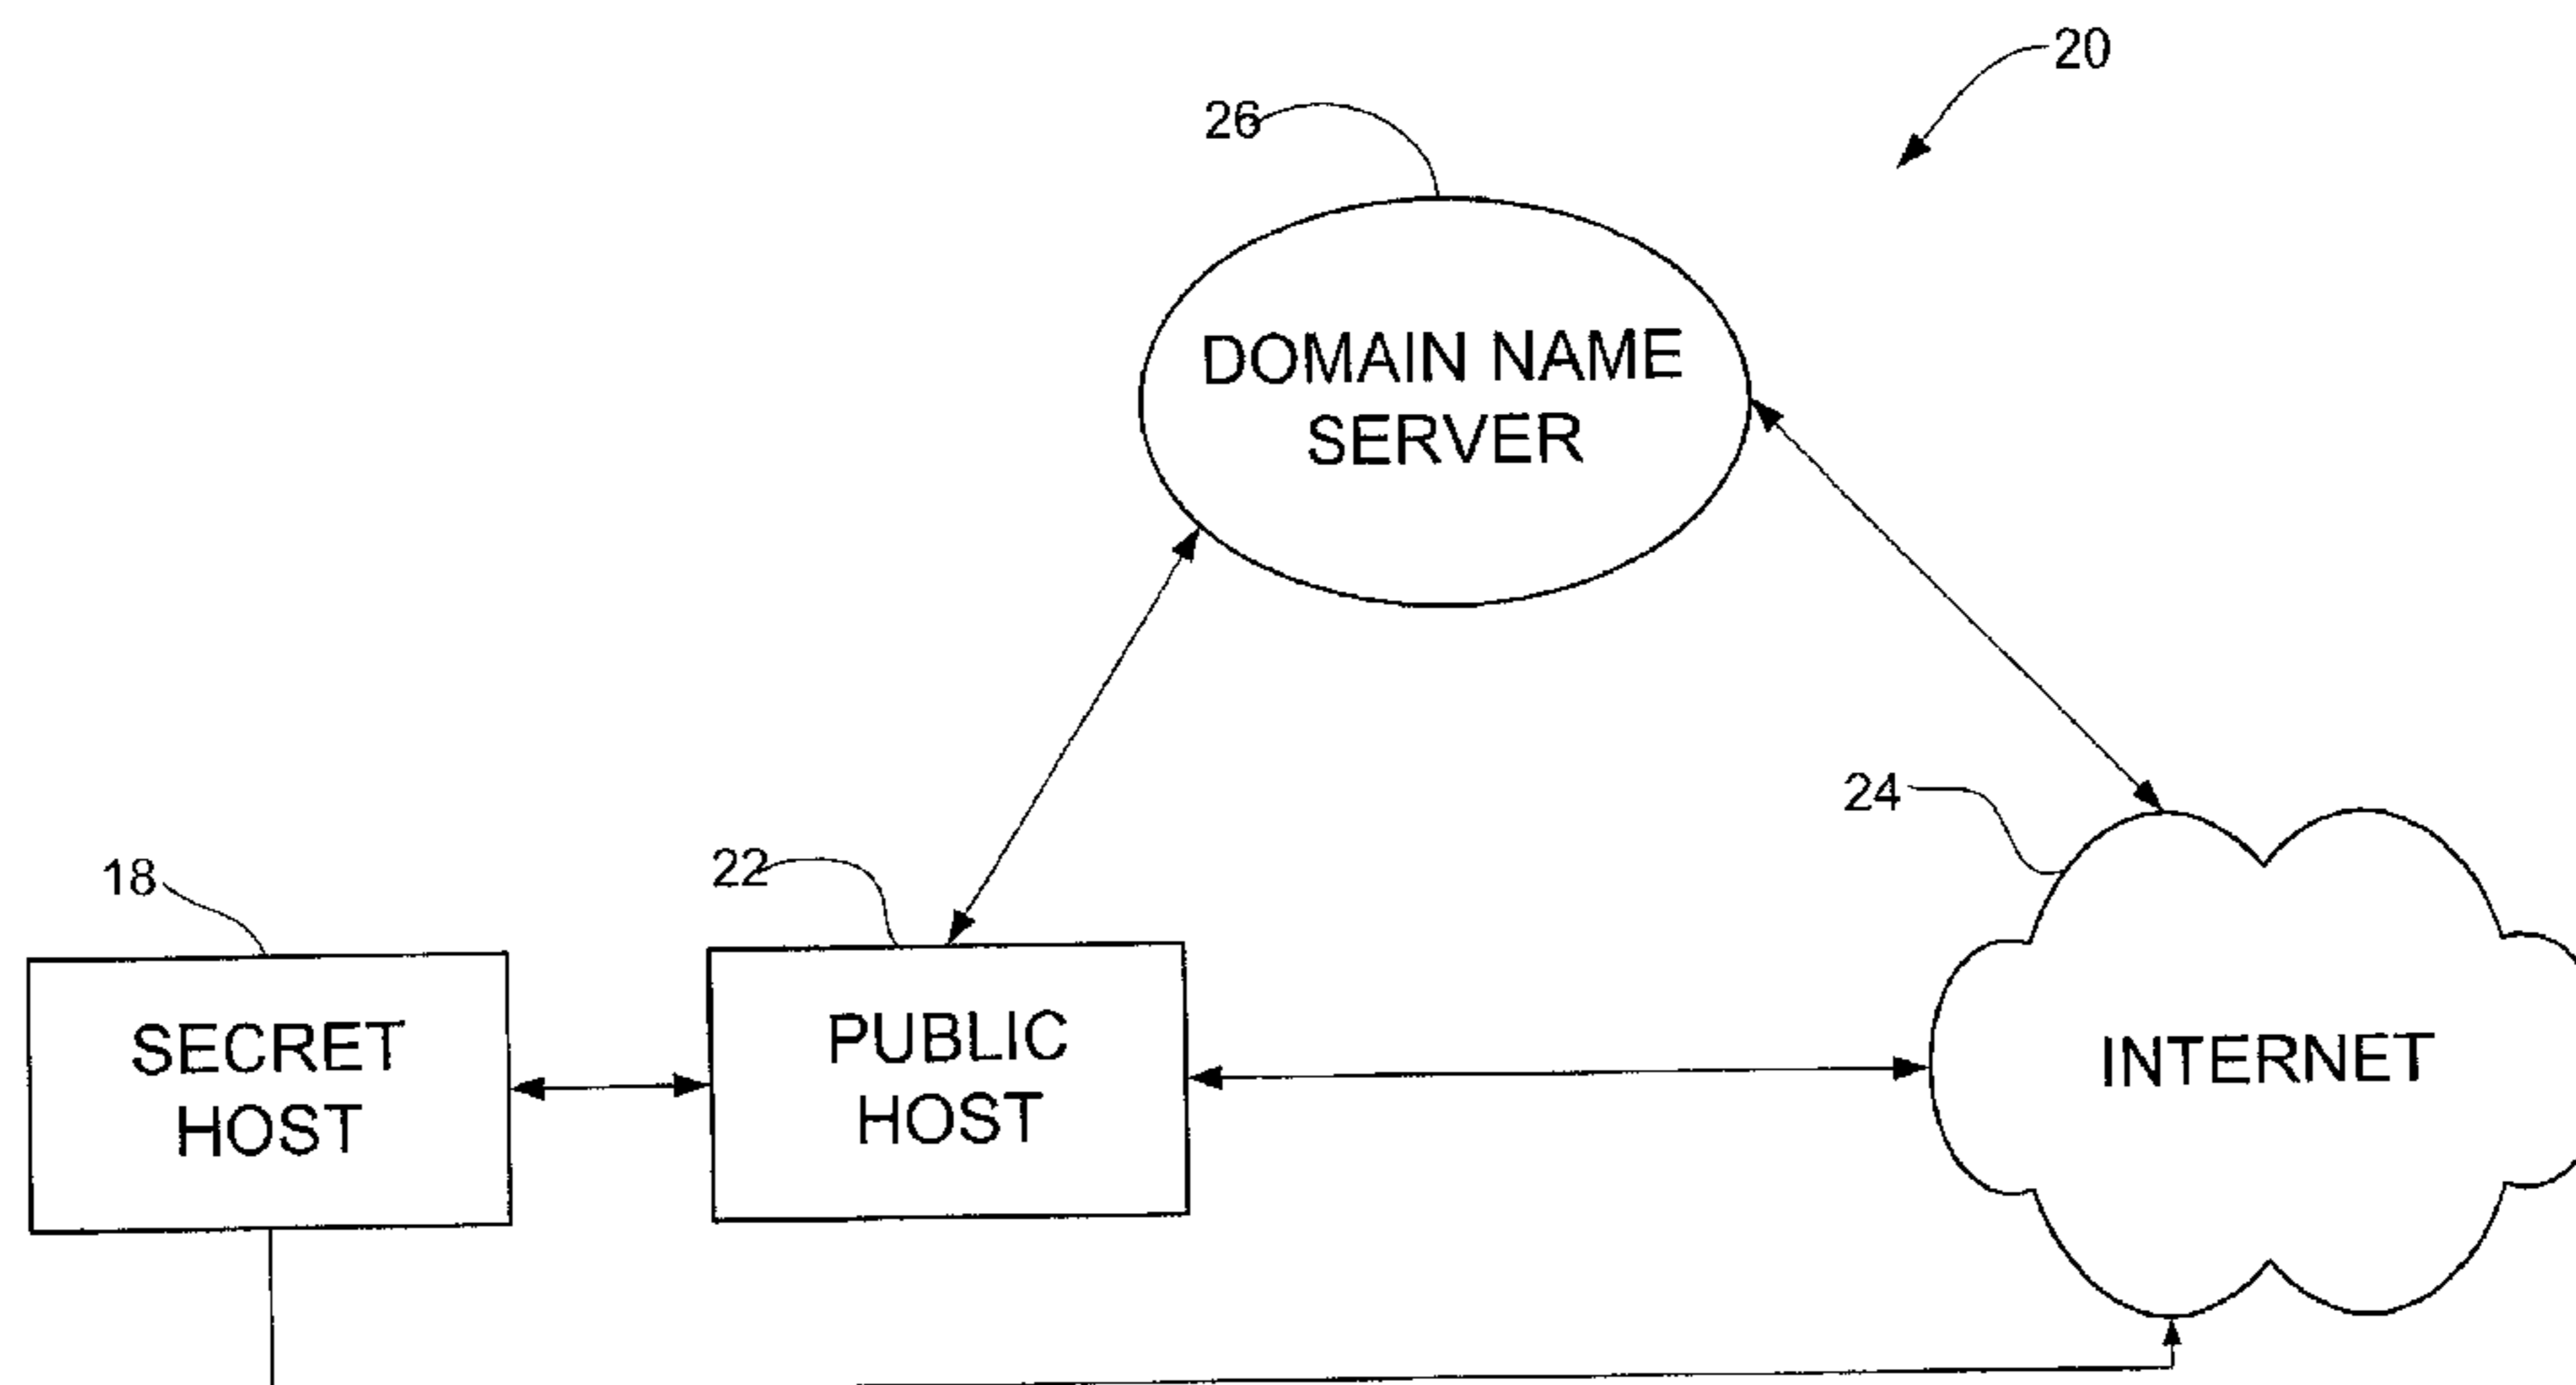 20
26
DOMAIN NAME
SERVER
24
22
18
SECRET
HOST
PUBLIC
HOST
INTERNET